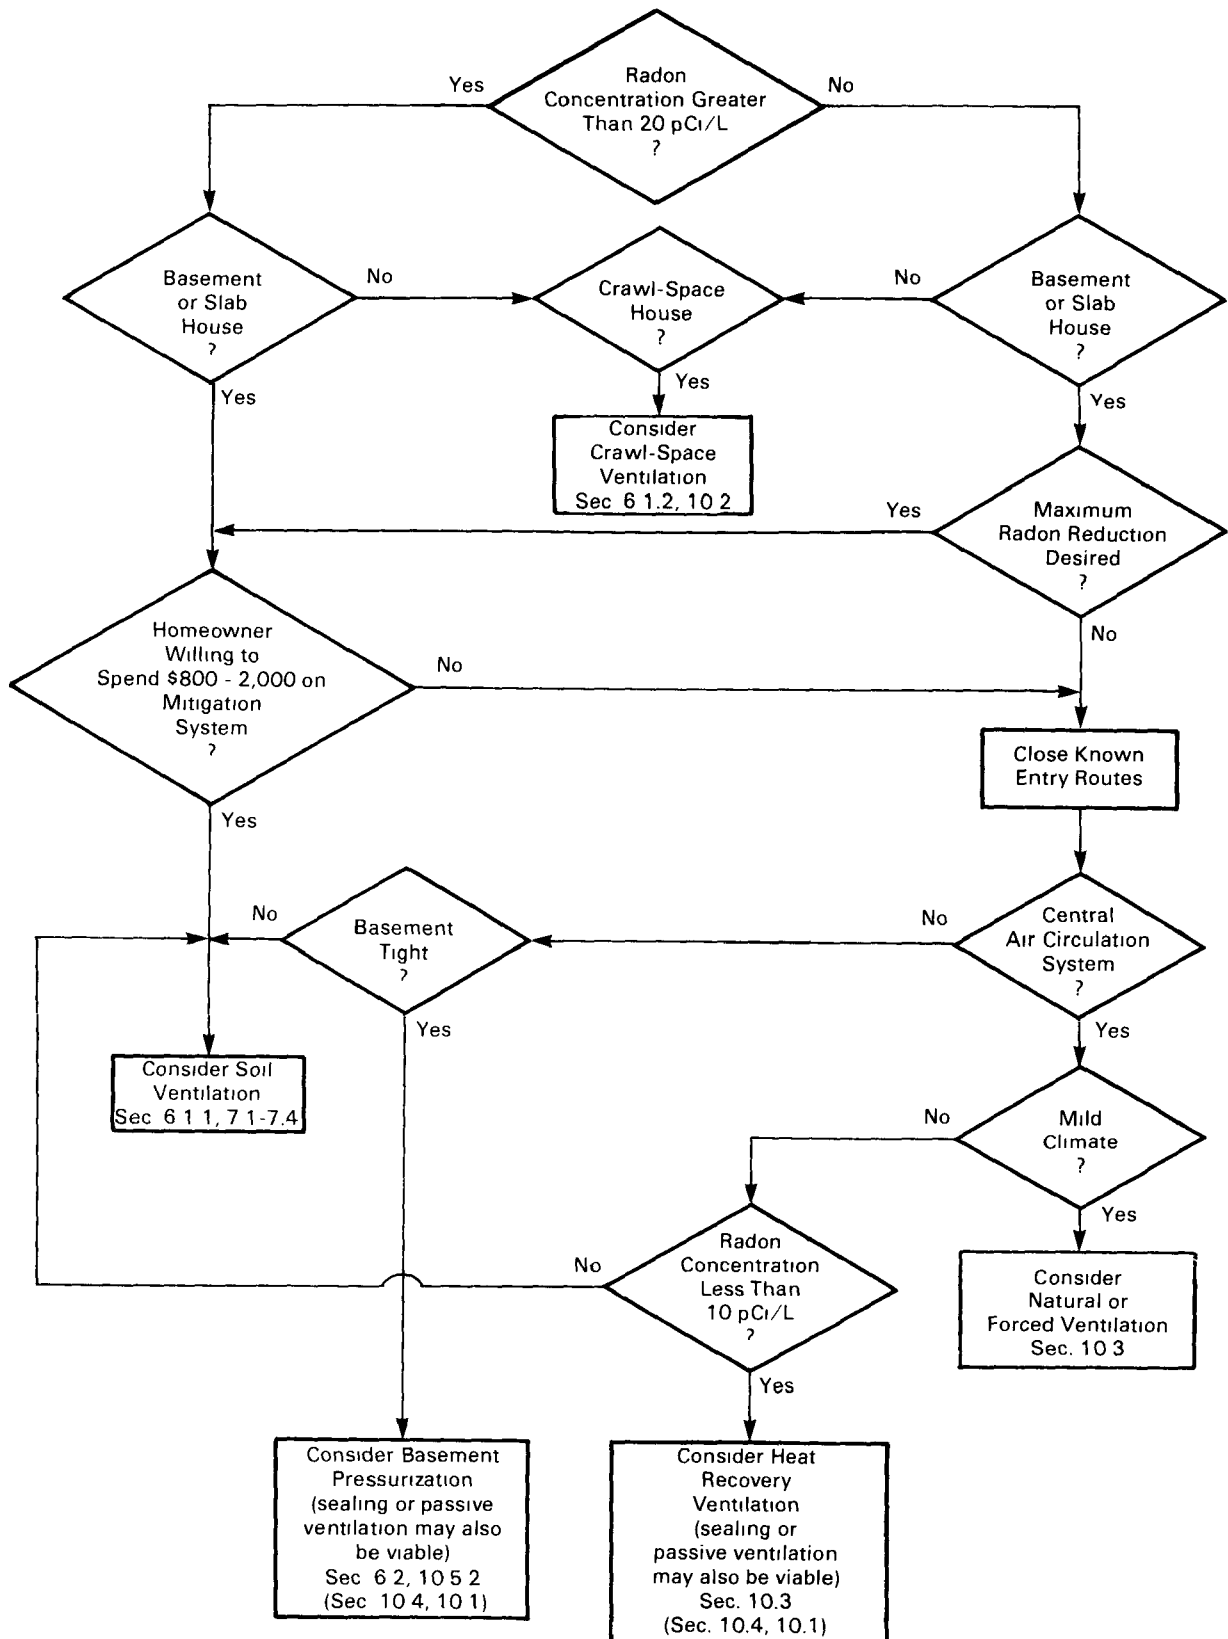 Radon
Concentration Greater
Than 20 pCi/L
?
Yes
No
Basement
or Slab
House
?
No
Crawl-Space
House
?
No
Basement
or Slab
House
?
Yes
Yes
Yes
Consider
Crawl-Space
Ventilation
Sec 6 1.2, 10 2
Yes
Maximum
Radon Reduction
Desired
?
No
Homeowner
Willing to
Spend $800 - 2,000 on
Mitigation
System
?
No
Close Known
Entry Routes
Yes
No
Basement
Tight
?
No
Central
Air Circulation
System
?
Yes
Yes
Consider Soil
Ventilation
Sec 6 1 1, 7 1-7.4
No
Mild
Climate
?
Yes
No
Radon
Concentration
Less Than
10 pCi/L
?
Consider
Natural or
Forced Ventilation
Sec. 10 3
Yes
Consider Basement
Pressurization
(sealing or passive
ventilation may also
be viable)
Sec 6 2, 10 5 2
(Sec 10 4, 10 1)
Consider Heat
Recovery
Ventilation
(sealing or
passive ventilation
may also be viable)
Sec. 10.3
(Sec. 10.4, 10.1)